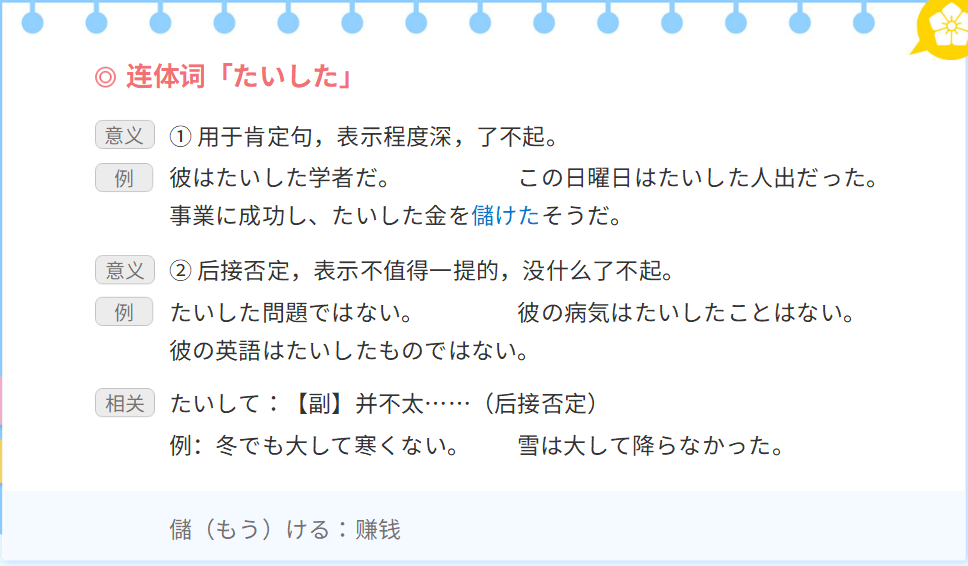 ◎ 连体词「たいした」
意义 ① 用于肯定句，表示程度深，了不起。
例 彼はたいした学者だ。 この日曜日はたいした人出だった。
事業に成功し、たいした金を儲けたそうだ。
意义 ② 后接否定，表示不值得一提的，没什么了不起。
例 たいした問題ではない。 彼の病気はたいしたことはない。
彼の英語はたいしたものではない。
相关 たいして：【副】并不太……（后接否定）
例：冬でも大して寒くない。 雪は大して降らなかった。
儲（もう）ける：赚钱